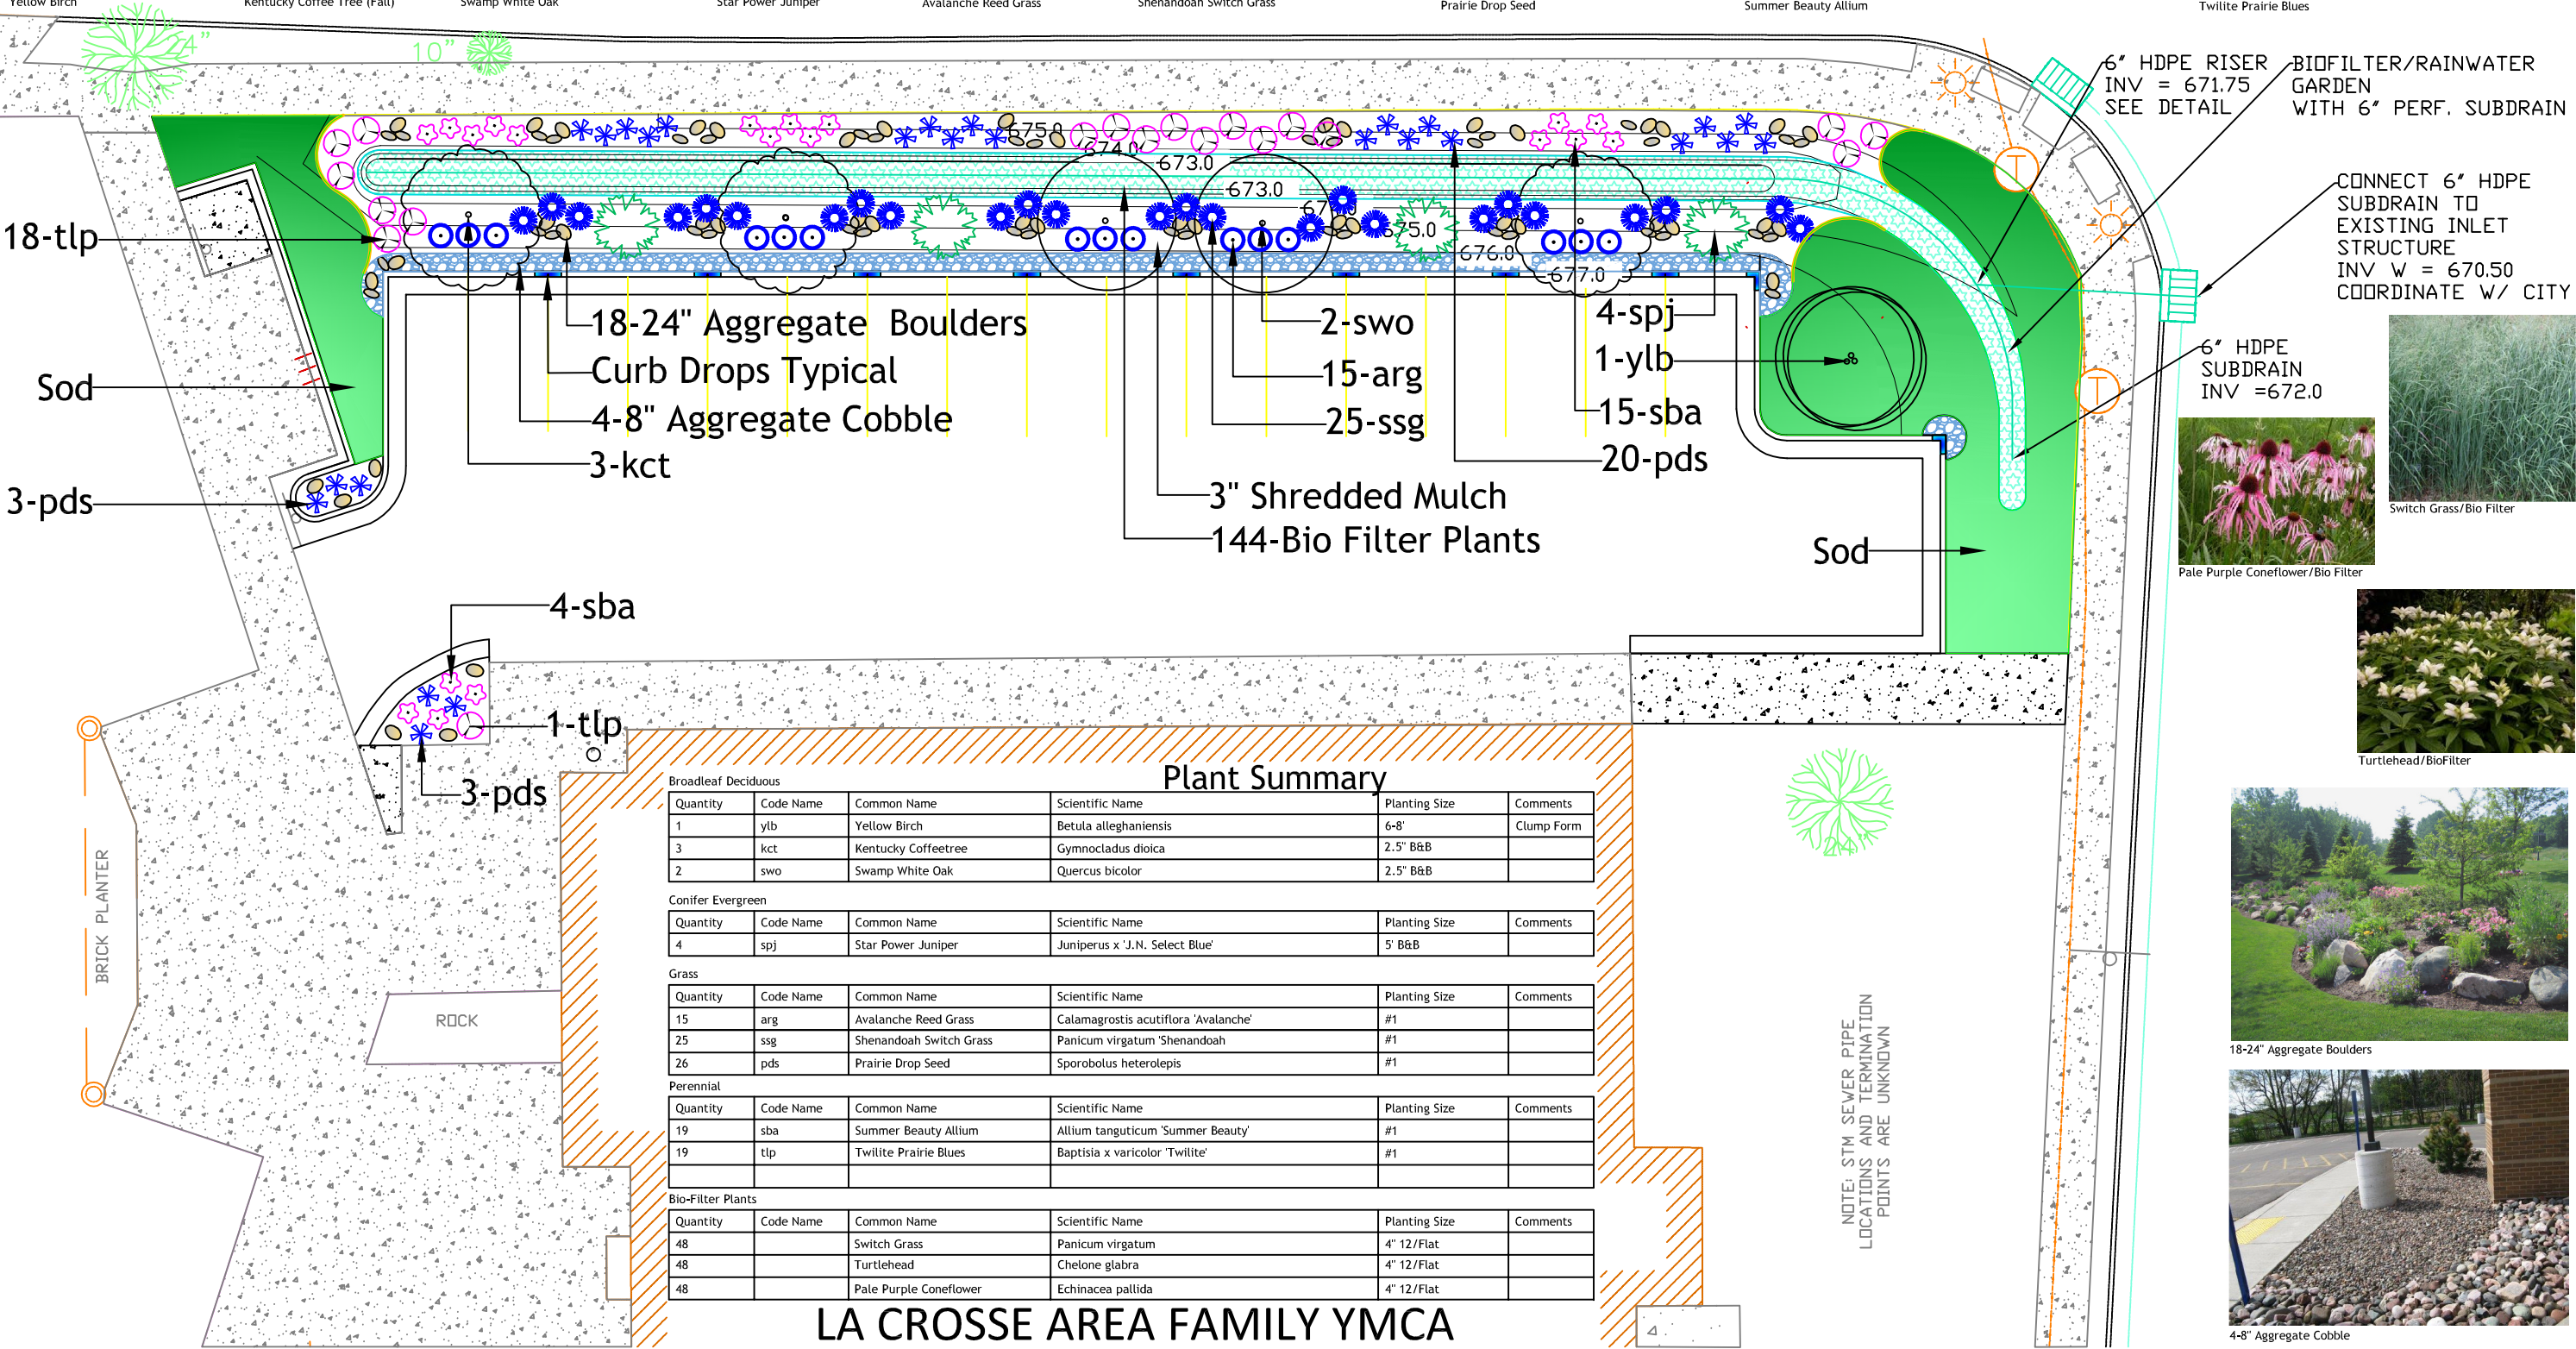 Yellow Birch
Kentucky Coffee Tree (Fall)
Swamp White Oak
Star Power Juniper
Avalanche Reed Grass
Shenandoah Switch Grass
Prairie Drop Seed
Summer Beauty Allium
Twilite Prairie Blues
10"
6" HDPE RISER
INV = 671.75
SEE DETAIL
BIOFILTER/RAINWATER
GARDEN
WITH 6" PERF. SUBDRAIN
CONNECT 6" HDPE
SUBDRAIN TO
EXISTING INLET
STRUCTURE
INV W = 670.50
COORDINATE W/ CITY
6" HDPE
SUBDRAIN
INV =672.0
675.0
674.0
673.0
673.0
675.0
676.0
677.0
T
T
18-tlp
Sod
3-pds
18-24" Aggregate Boulders
Curb Drops Typical
4-8" Aggregate Cobble
3-kct
2-swo
15-arg
25-ssg
3" Shredded Mulch
144-Bio Filter Plants
4-spj
1-ylb
15-sba
20-pds
Sod
4-sba
1-tlp
3-pds
Switch Grass/Bio Filter
Pale Purple Coneflower/Bio Filter
Turtlehead/BioFilter
18-24" Aggregate Boulders
4-8" Aggregate Cobble
BRICK PLANTER
ROCK
NOTE: STM SEWER PIPE
LOCATIONS AND TERMINATION
POINTS ARE UNKNOWN
Plant Summary
Broadleaf Deciduous
Quantity Code Name Common Name Scientific Name Planting Size Comments
1 ylb Yellow Birch Betula alleghaniensis 6-8' Clump Form
3 kct Kentucky Coffeetree Gymnocladus dioica 2.5" B&B
2 swo Swamp White Oak Quercus bicolor 2.5" B&B
Conifer Evergreen
Quantity Code Name Common Name Scientific Name Planting Size Comments
4 spj Star Power Juniper Juniperus x 'J.N. Select Blue' 5' B&B
Grass
Quantity Code Name Common Name Scientific Name Planting Size Comments
15 arg Avalanche Reed Grass Calamagrostis acutiflora 'Avalanche' #1
25 ssg Shenandoah Switch Grass Panicum virgatum 'Shenandoah #1
26 pds Prairie Drop Seed Sporobolus heterolepis #1
Perennial
Quantity Code Name Common Name Scientific Name Planting Size Comments
19 sba Summer Beauty Allium Allium tanguticum 'Summer Beauty' #1
19 tlp Twilite Prairie Blues Baptisia x varicolor 'Twilite' #1
Bio-Filter Plants
Quantity Code Name Common Name Scientific Name Planting Size Comments
48 Switch Grass Panicum virgatum 4" 12/Flat
48 Turtlehead Chelone glabra 4" 12/Flat
48 Pale Purple Coneflower Echinacea pallida 4" 12/Flat
LA CROSSE AREA FAMILY YMCA